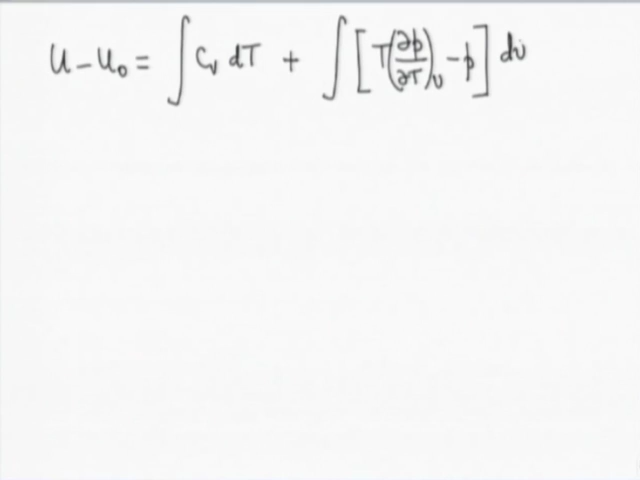 u - u₀ = ∫ Cᵥ dT + ∫ [T(∂p/∂T)ᵥ - p] dv